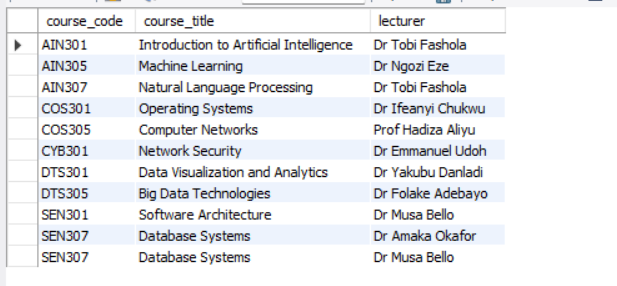 course_code course_title lecturer
AIN301 Introduction to Artificial Intelligence Dr Tobi Fashola
AIN305 Machine Learning Dr Ngozi Eze
AIN307 Natural Language Processing Dr Tobi Fashola
COS301 Operating Systems Dr Ifeanyi Chukwu
COS305 Computer Networks Prof Hadiza Aliyu
CYB301 Network Security Dr Emmanuel Udoh
DTS301 Data Visualization and Analytics Dr Yakubu Danladi
DTS305 Big Data Technologies Dr Folake Adebayo
SEN301 Software Architecture Dr Musa Bello
SEN307 Database Systems Dr Amaka Okafor
SEN307 Database Systems Dr Musa Bello